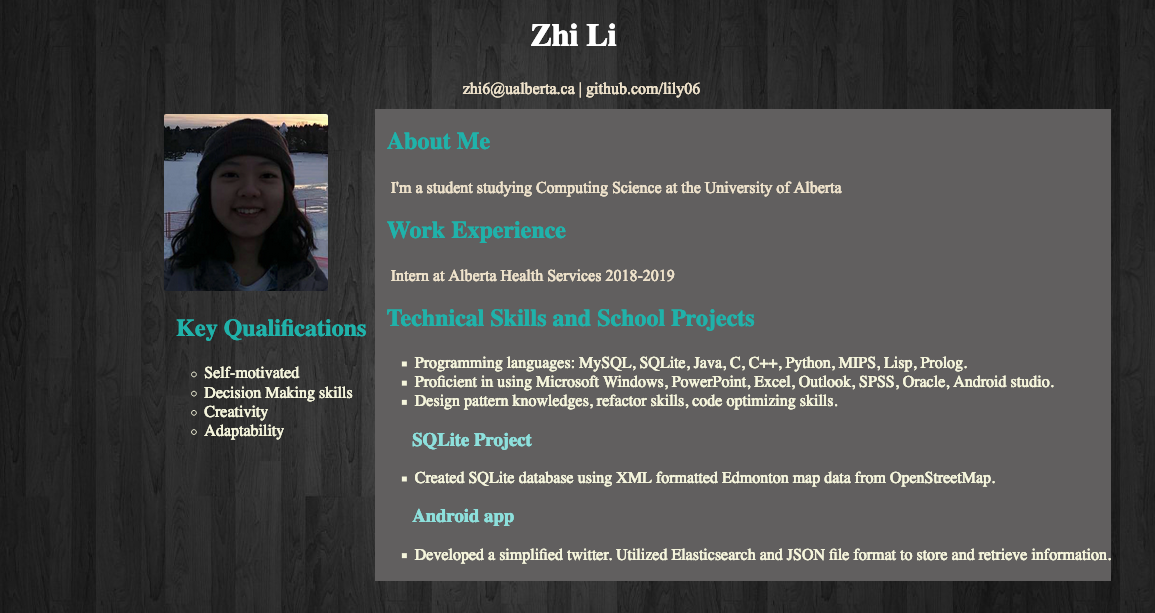 Zhi Li
zhi6@ualberta.ca | github.com/lily06
Key Qualifications
Self-motivated
Decision Making skills
Creativity
Adaptability
About Me
I'm a student studying Computing Science at the University of Alberta
Work Experience
Intern at Alberta Health Services 2018-2019
Technical Skills and School Projects
Programming languages: MySQL, SQLite, Java, C, C++, Python, MIPS, Lisp, Prolog.
Proficient in using Microsoft Windows, PowerPoint, Excel, Outlook, SPSS, Oracle, Android studio.
Design pattern knowledges, refactor skills, code optimizing skills.
SQLite Project
Created SQLite database using XML formatted Edmonton map data from OpenStreetMap.
Android app
Developed a simplified twitter. Utilized Elasticsearch and JSON file format to store and retrieve information.